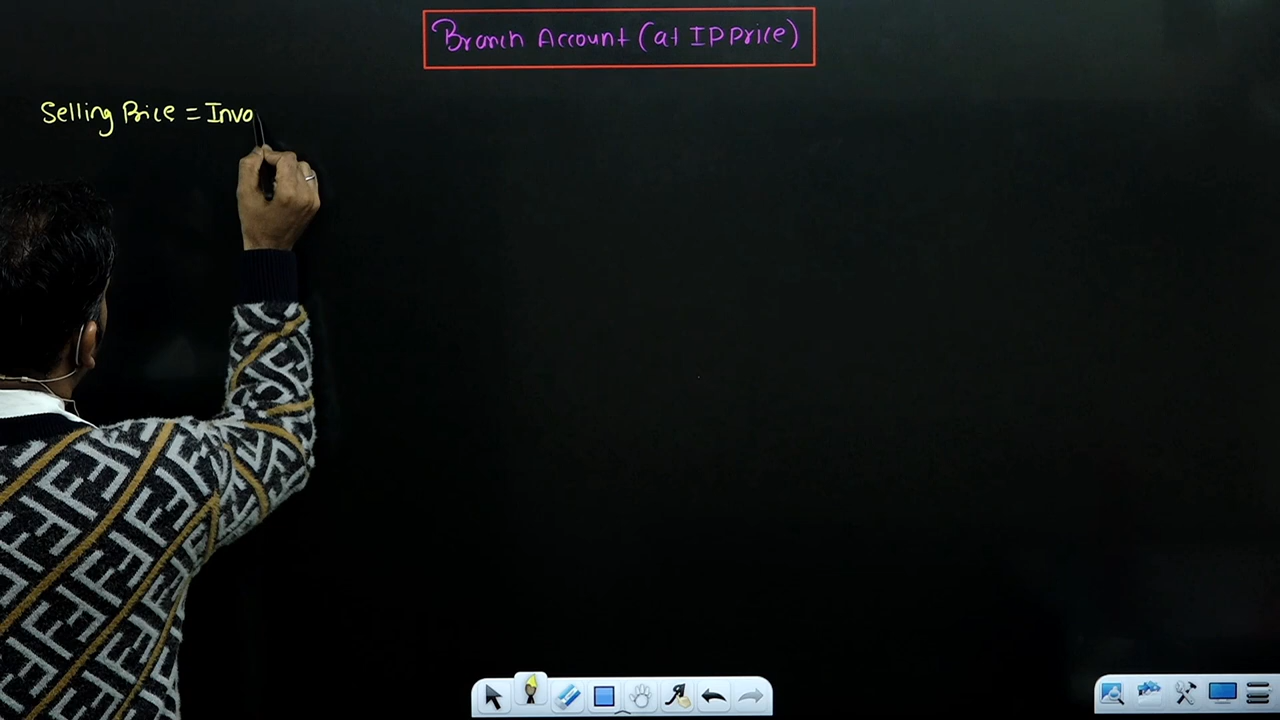 Branch Account (at IP Price)
Selling Price = Invo